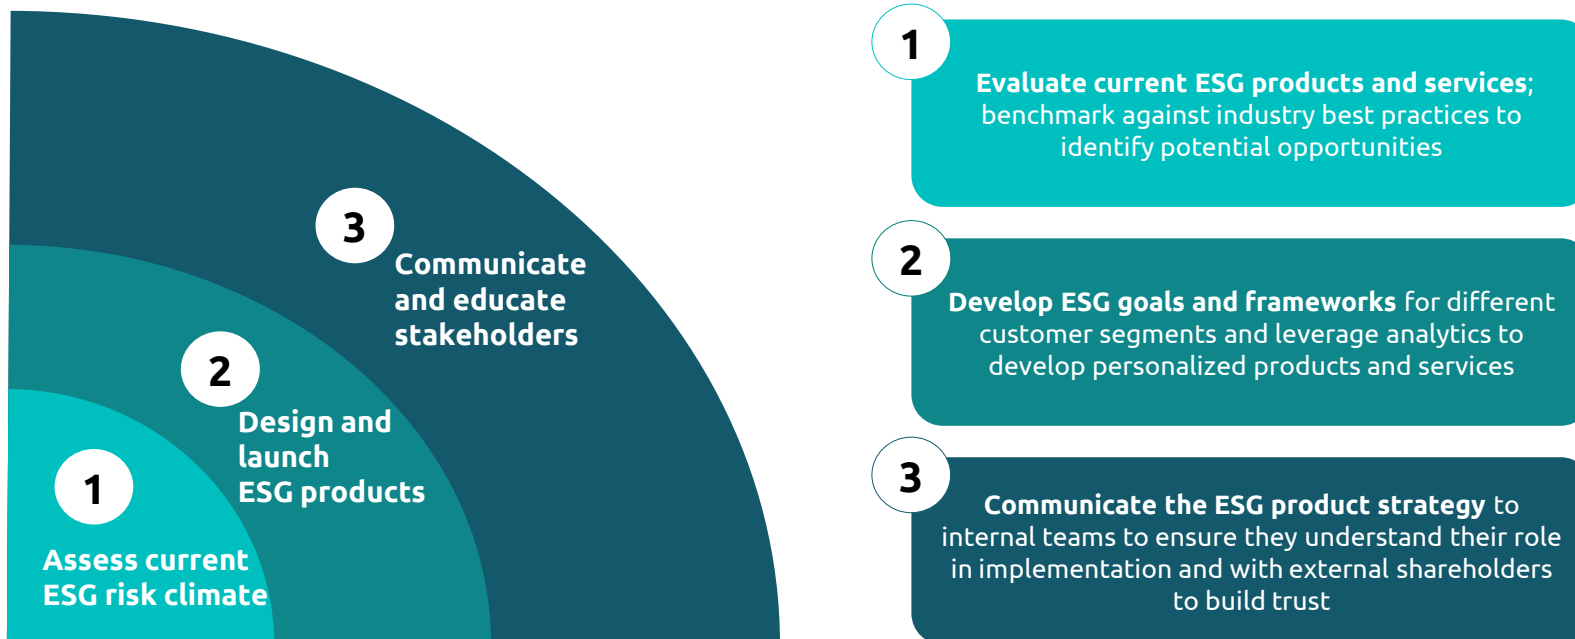 3
Communicate
and educate
stakeholders
2
Design and
launch
ESG products
1
Assess current
ESG risk climate
1
Evaluate current ESG products and services;
benchmark against industry best practices to
identify potential opportunities
2
Develop ESG goals and frameworks for different
customer segments and leverage analytics to
develop personalized products and services
3
Communicate the ESG product strategy to
internal teams to ensure they understand their role
in implementation and with external shareholders
to build trust